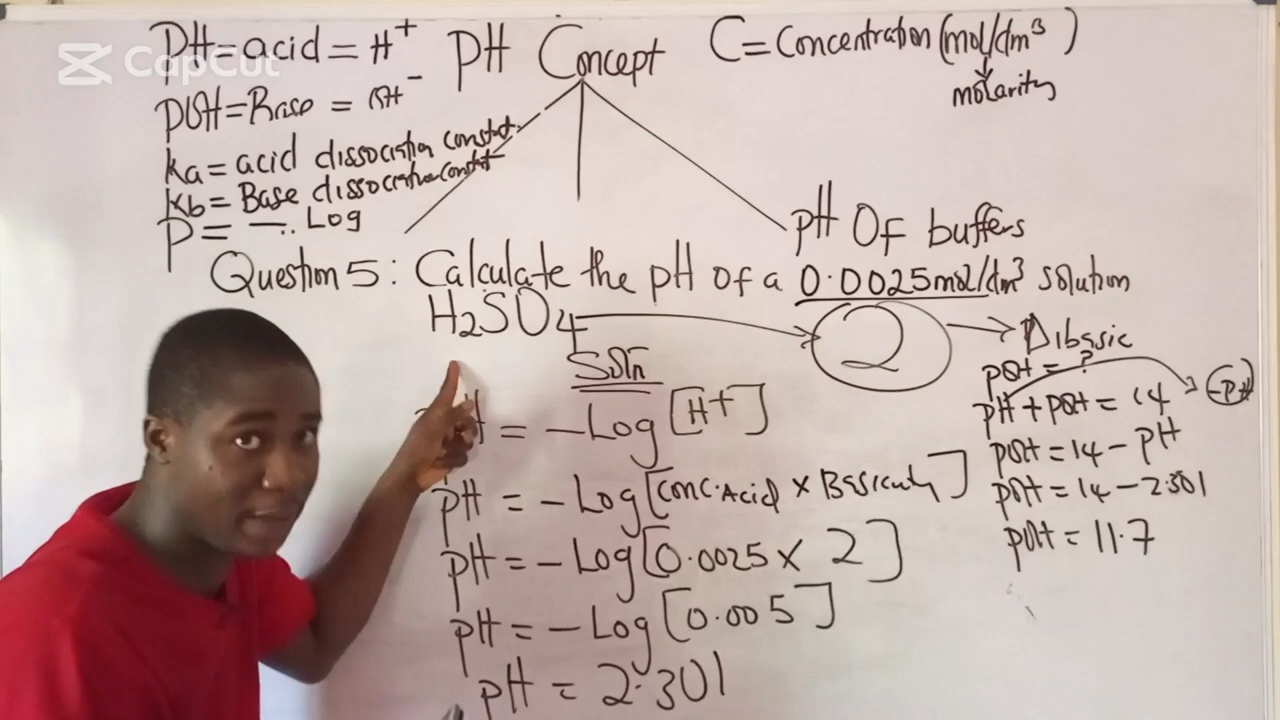 CapCut
PH = acid = H⁺
POH = Base = OH⁻
Ka = acid dissociation constant.
Kb = Base dissociation constant
P = - .. Log
PH Concept
C = Concentration (mol/dm³)
molarity
pH Of buffers
Question 5: Calculate the pH of a 0.0025mol/dm³ solution
H₂SO₄
2
Dibasic
Soln
H = -Log [H+]
pH = -Log [conc. Acid x Basicity]
pH = -Log [0.0025 x 2]
pH = -Log [0.005]
pH = 2.301
pOH = ?
pH + pOH = 14
pOH = 14 - pH
pOH = 14 - 2.301
pOH = 11.7